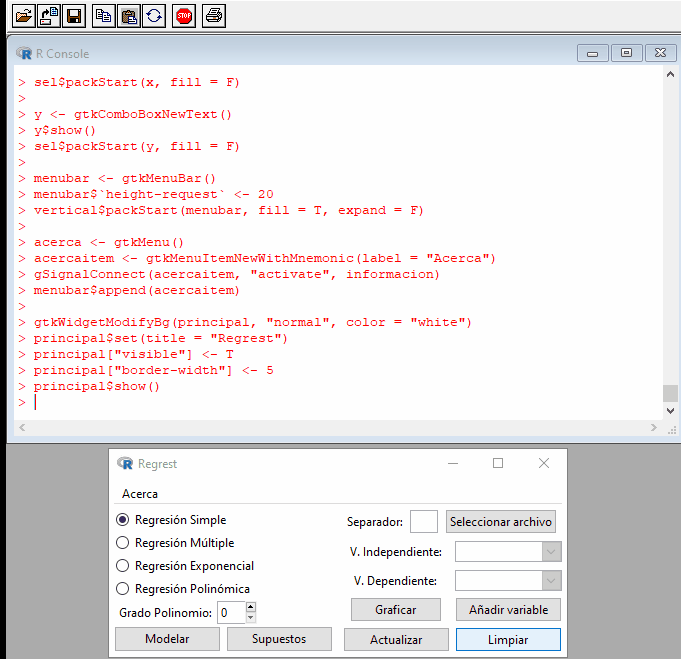 STOP
R Console
> sel$packStart(x, fill = F)
>
> y <- gtkComboBoxNewText()
> y$show()
> sel$packStart(y, fill = F)
>
> menubar <- gtkMenuBar()
> menubar$`height-request` <- 20
> vertical$packStart(menubar, fill = T, expand = F)
>
> acerca <- gtkMenu()
> acercaitem <- gtkMenuItemNewWithMnemonic(label = "Acerca")
> gSignalConnect(acercaitem, "activate", informacion)
> menubar$append(acercaitem)
>
> gtkWidgetModifyBg(principal, "normal", color = "white")
> principal$set(title = "Regrest")
> principal["visible"] <- T
> principal["border-width"] <- 5
> principal$show()
>
Regrest
Acerca
Regresión Simple
Separador: Seleccionar archivo
Regresión Múltiple
V. Independiente:
Regresión Exponencial
V. Dependiente:
Regresión Polinómica
Grado Polinomio: 0
Graficar Añadir variable
Modelar Supuestos Actualizar Limpiar